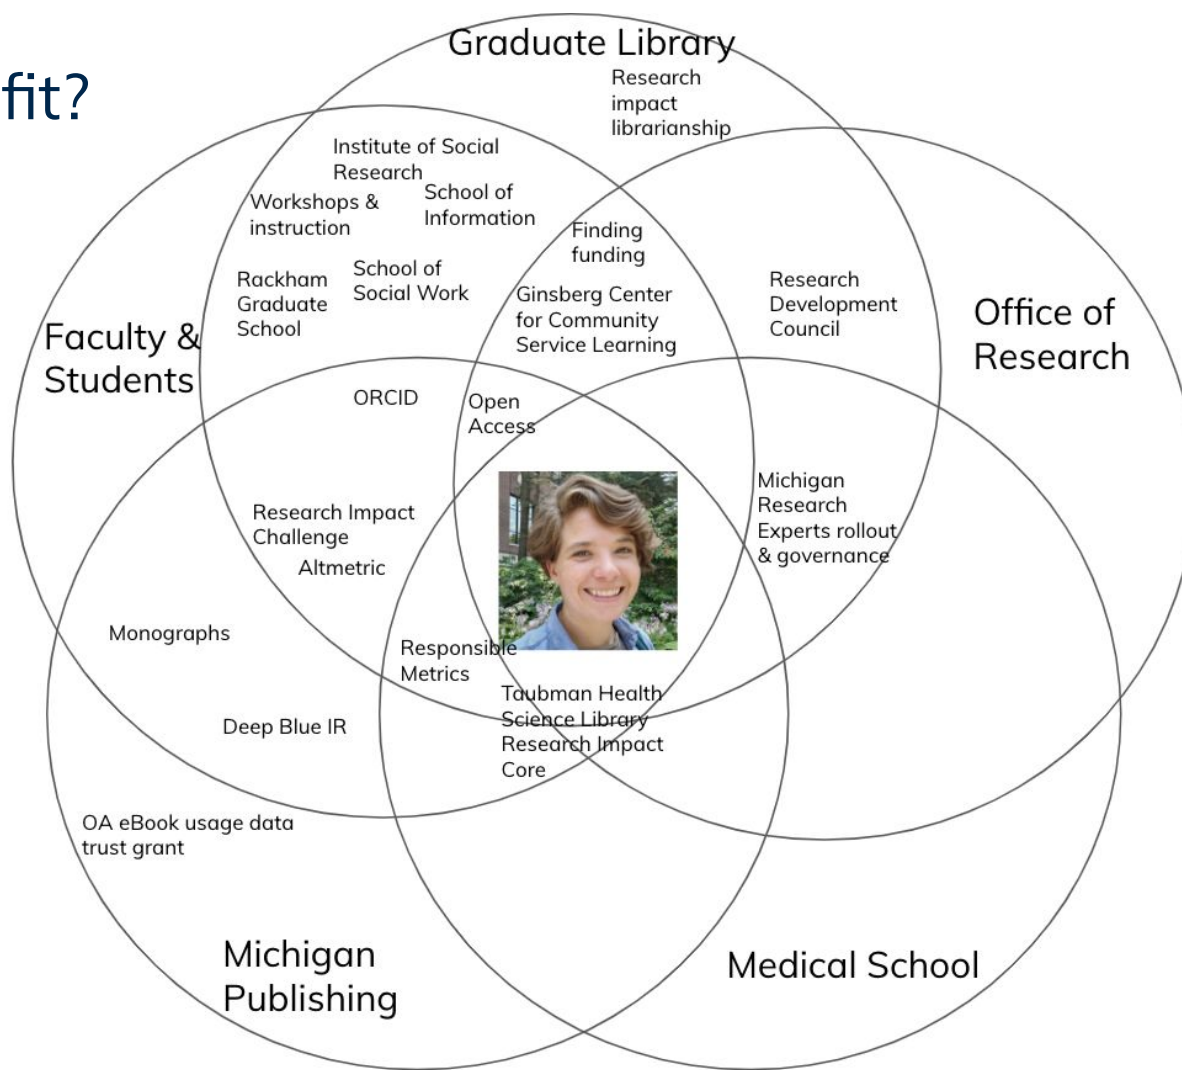 fit?
Graduate Library
Research
impact
librarianship
Institute of Social
Research
School of
Information
Workshops &
instruction
Finding
funding
School of
Social Work
Rackham
Graduate
School
Ginsberg Center
for Community
Service Learning
Research
Development
Council
Office of
Research
Faculty &
Students
ORCID
Open
Access
Michigan
Research
Experts rollout
& governance
Research Impact
Challenge
Altmetric
Monographs
Responsible
Metrics
Taubman Health
Science Library
Research Impact
Core
Deep Blue IR
OA eBook usage data
trust grant
Michigan
Publishing
Medical School